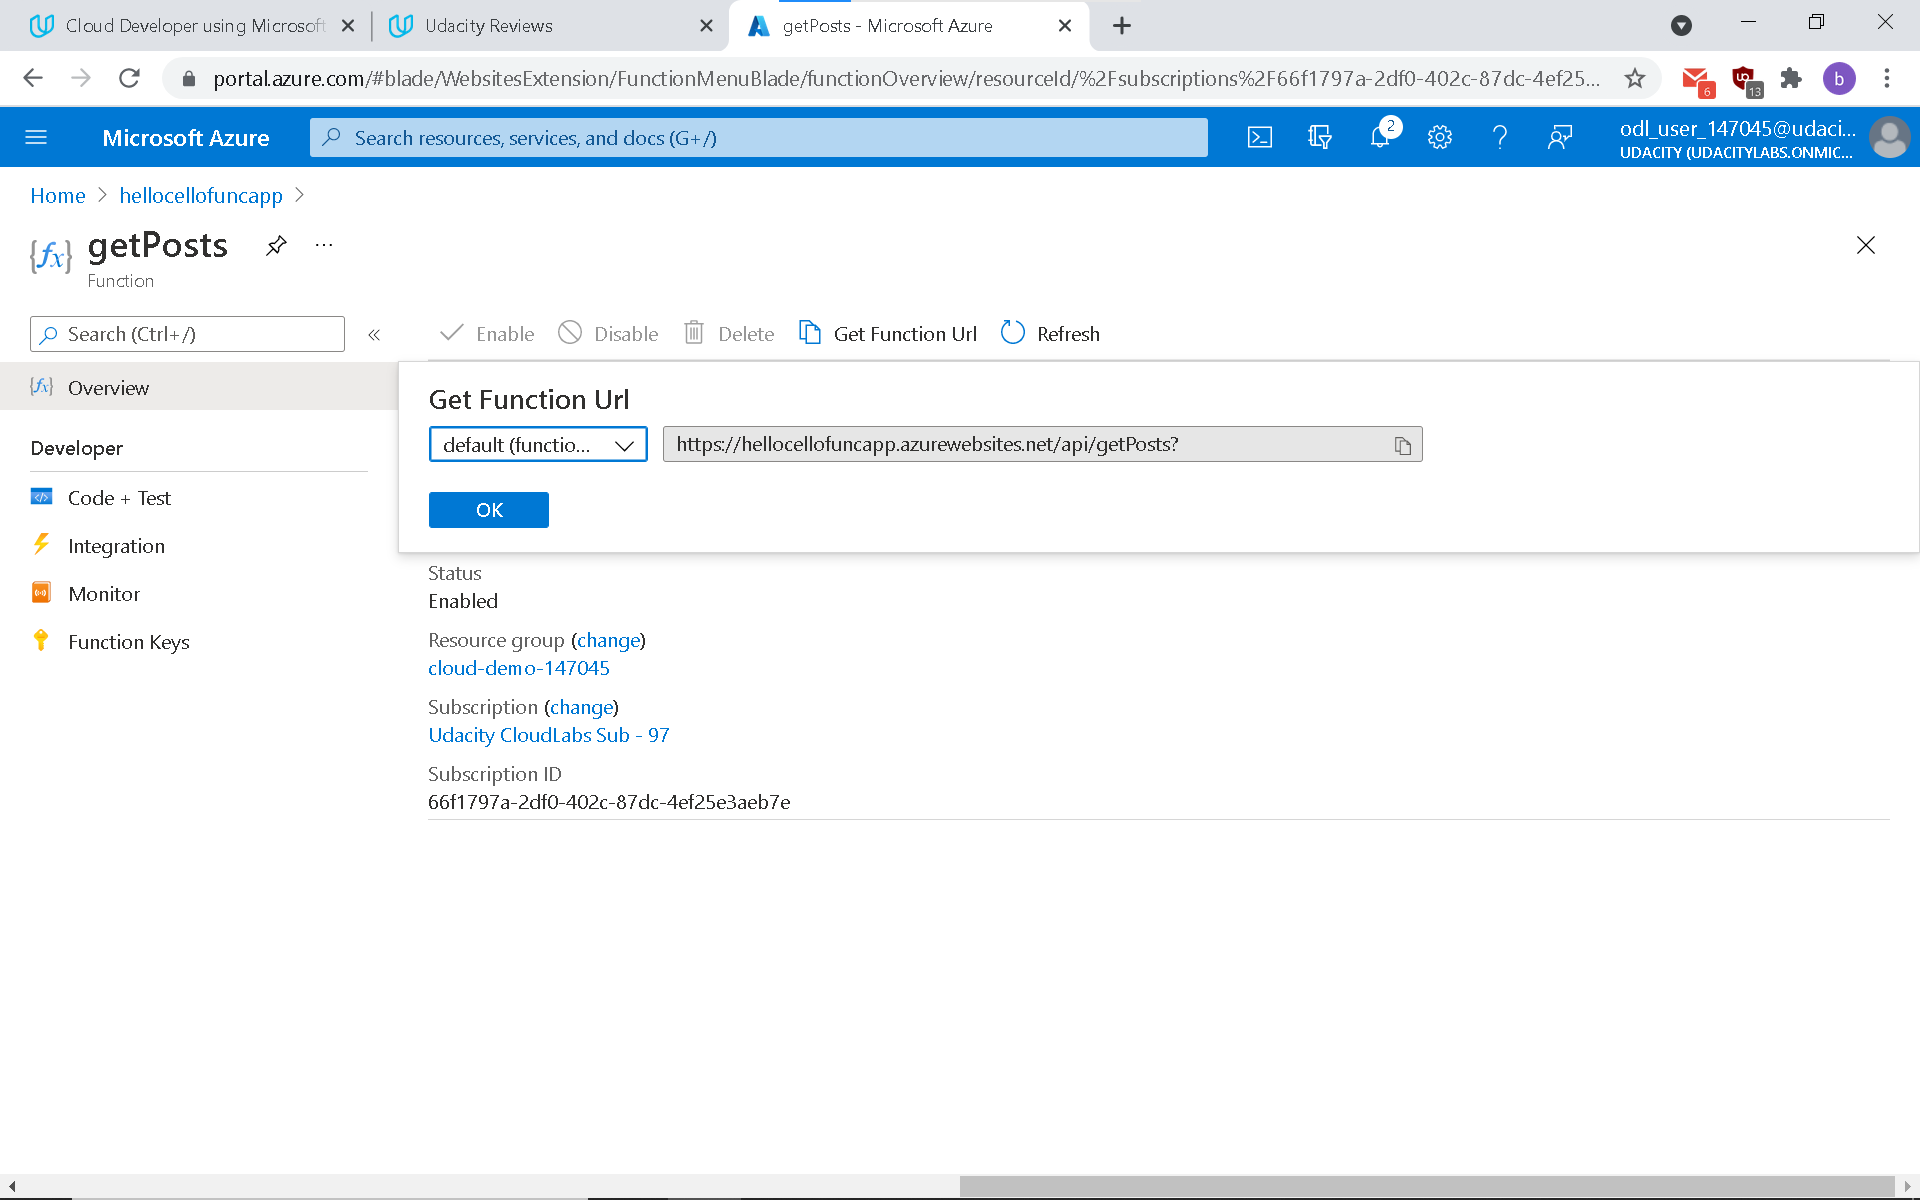 Cloud Developer using Microsoft
Udacity Reviews
getPosts - Microsoft Azure
portal.azure.com/#blade/WebsitesExtension/FunctionMenuBlade/functionOverview/resourceId/%2Fsubscriptions%2F66f1797a-2df0-402c-87dc-4ef25...
6
13
b
Microsoft Azure
Search resources, services, and docs (G+/)
2
odl_user_147045@udaci...
UDACITY (UDACITYLABS.ONMIC...
Home > hellocellofuncapp >
{fx}
getPosts
...
Function
Search (Ctrl+/)
«
Enable
Disable
Delete
Get Function Url
Refresh
{fx} Overview
Get Function Url
default (functio...
https://hellocellofuncapp.azurewebsites.net/api/getPosts?
OK
Developer
Code + Test
Integration
Monitor
Function Keys
Status
Enabled
Resource group (change)
cloud-demo-147045
Subscription (change)
Udacity CloudLabs Sub - 97
Subscription ID
66f1797a-2df0-402c-87dc-4ef25e3aeb7e